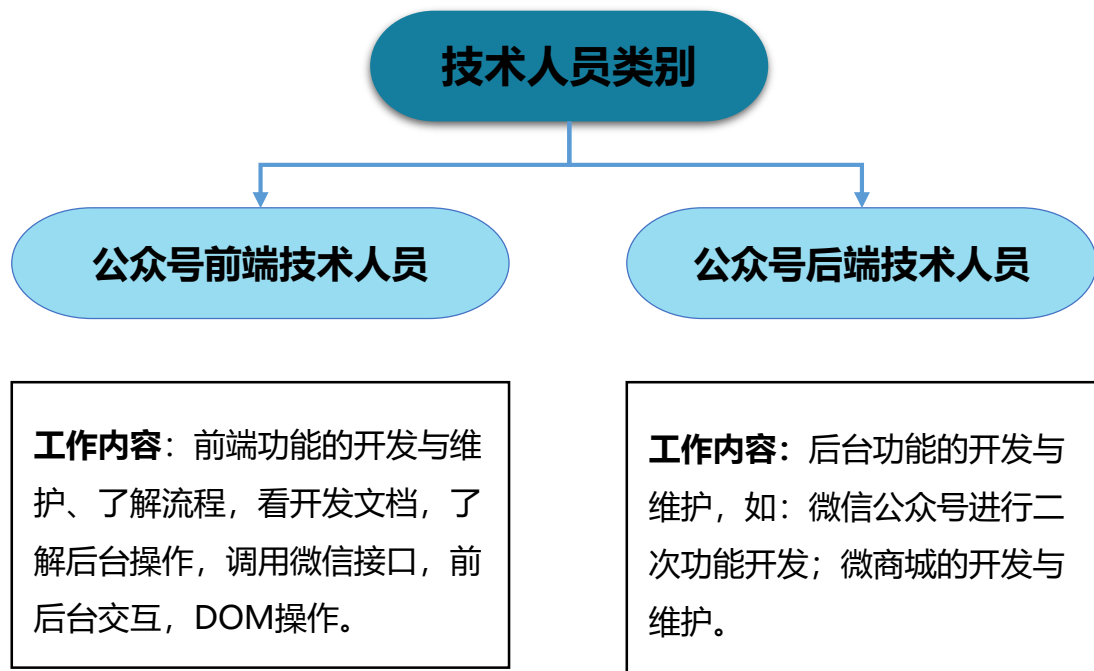 技术人员类别
公众号前端技术人员
公众号后端技术人员
工作内容：前端功能的开发与维
护、了解流程，看开发文档，了
解后台操作，调用微信接口，前
后台交互，DOM操作。
工作内容：后台功能的开发与
维护，如：微信公众号进行二
次功能开发；微商城的开发与
维护。